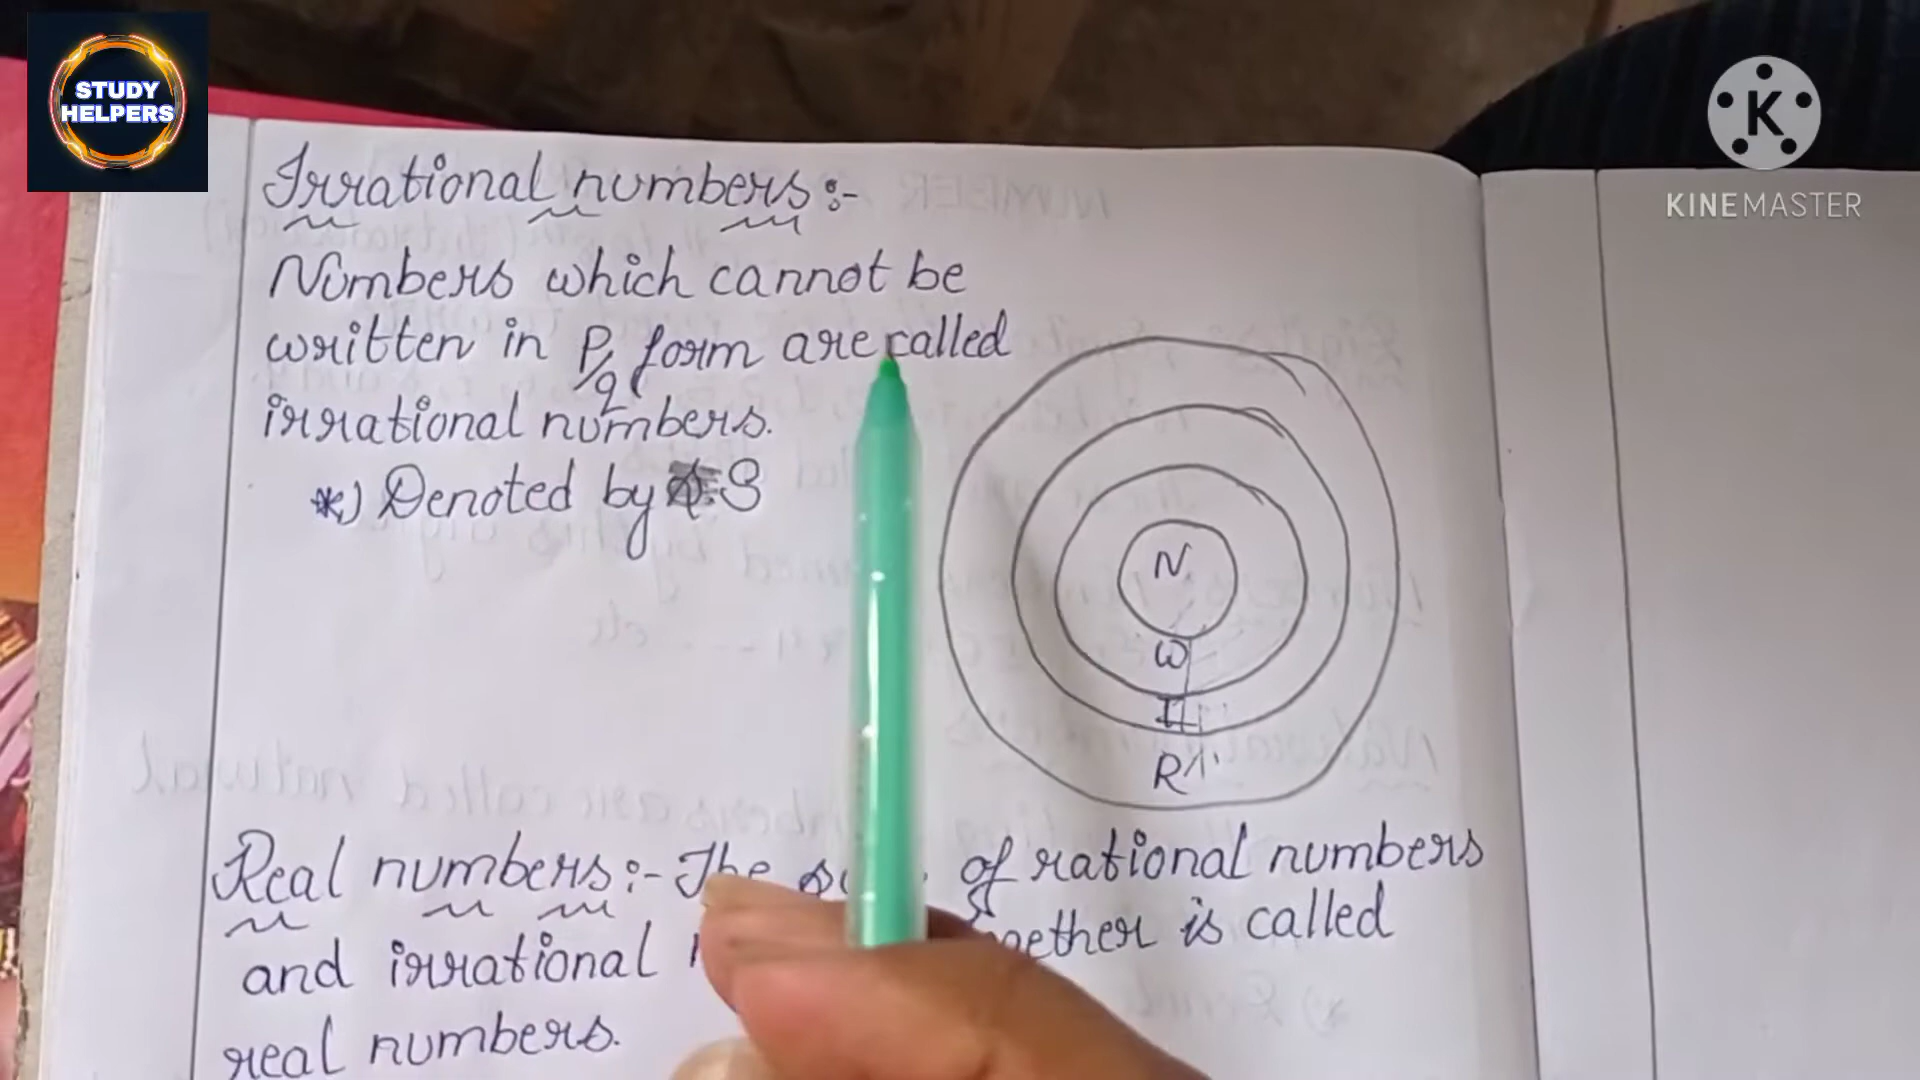 STUDY
HELPERS
K
KINEMASTER
Irrational numbers :-
Numbers which cannot be
written in P/q form are called
irrational numbers.
*) Denoted by S
N
W
I
R
Real numbers :- The of rational numbers
and irrational together is called
real numbers.